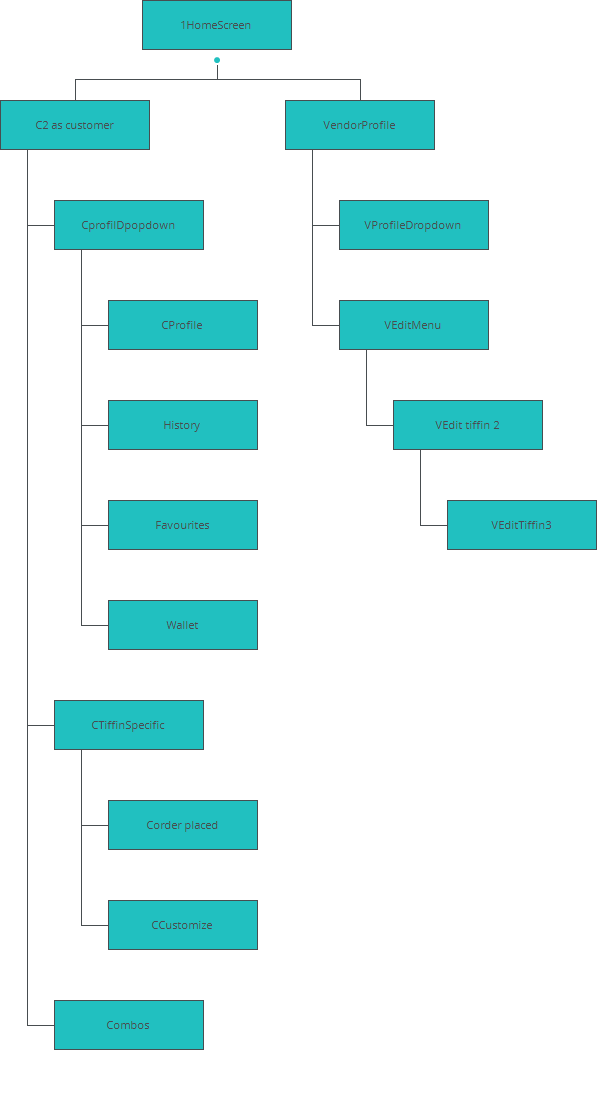 1HomeScreen
C2 as customer
VendorProfile
CprofilDpopdown
VProfileDropdown
CProfile
VEditMenu
History
VEdit tiffin 2
Favourites
VEditTiffin3
Wallet
CTiffinSpecific
Corder placed
CCustomize
Combos